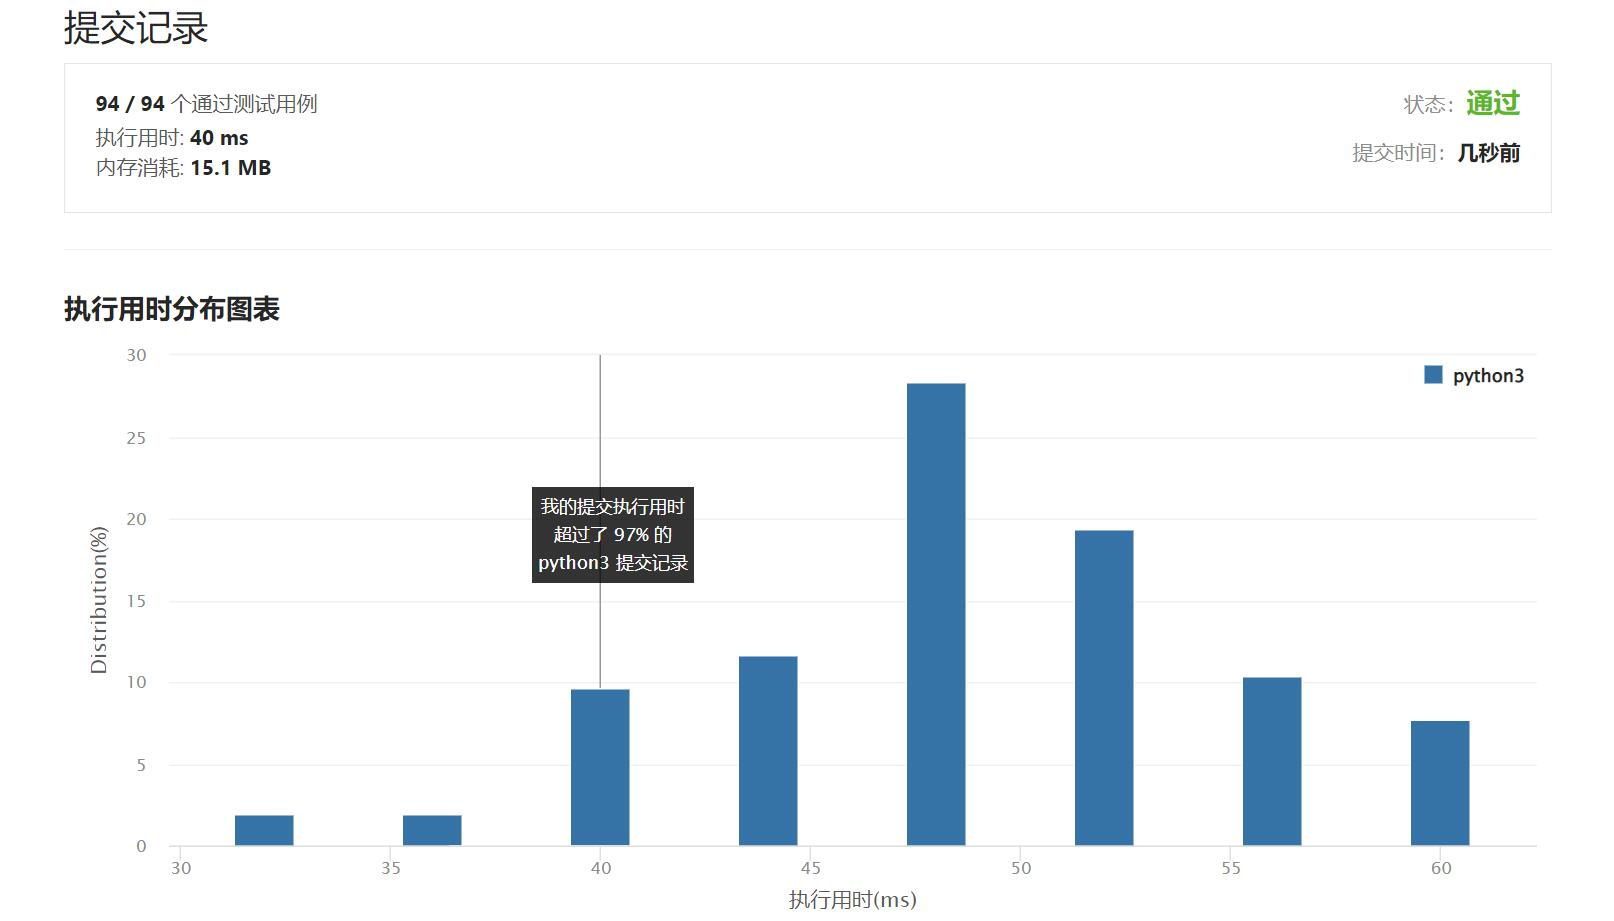 提交记录
94 / 94 个通过测试用例
状态：通过
执行用时: 40 ms
提交时间：几秒前
内存消耗: 15.1 MB
执行用时分布图表
30
25
20
15
10
5
0
Distribution(%)
python3
我的提交执行用时
超过了 97% 的
python3 提交记录
30 35 40 45 50 55 60
执行用时(ms)